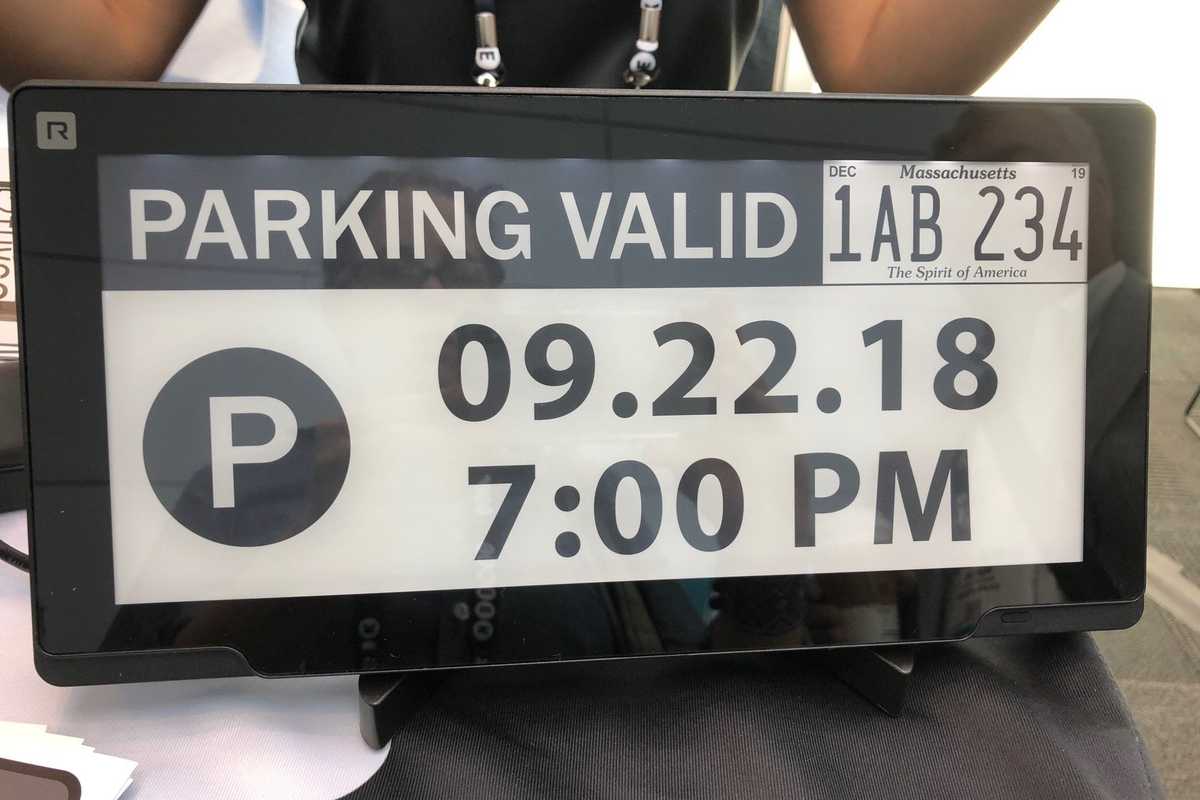 R
PARKING VALID
DEC Massachusetts 19
1AB 234
The Spirit of America
P
09.22.18
7:00 PM